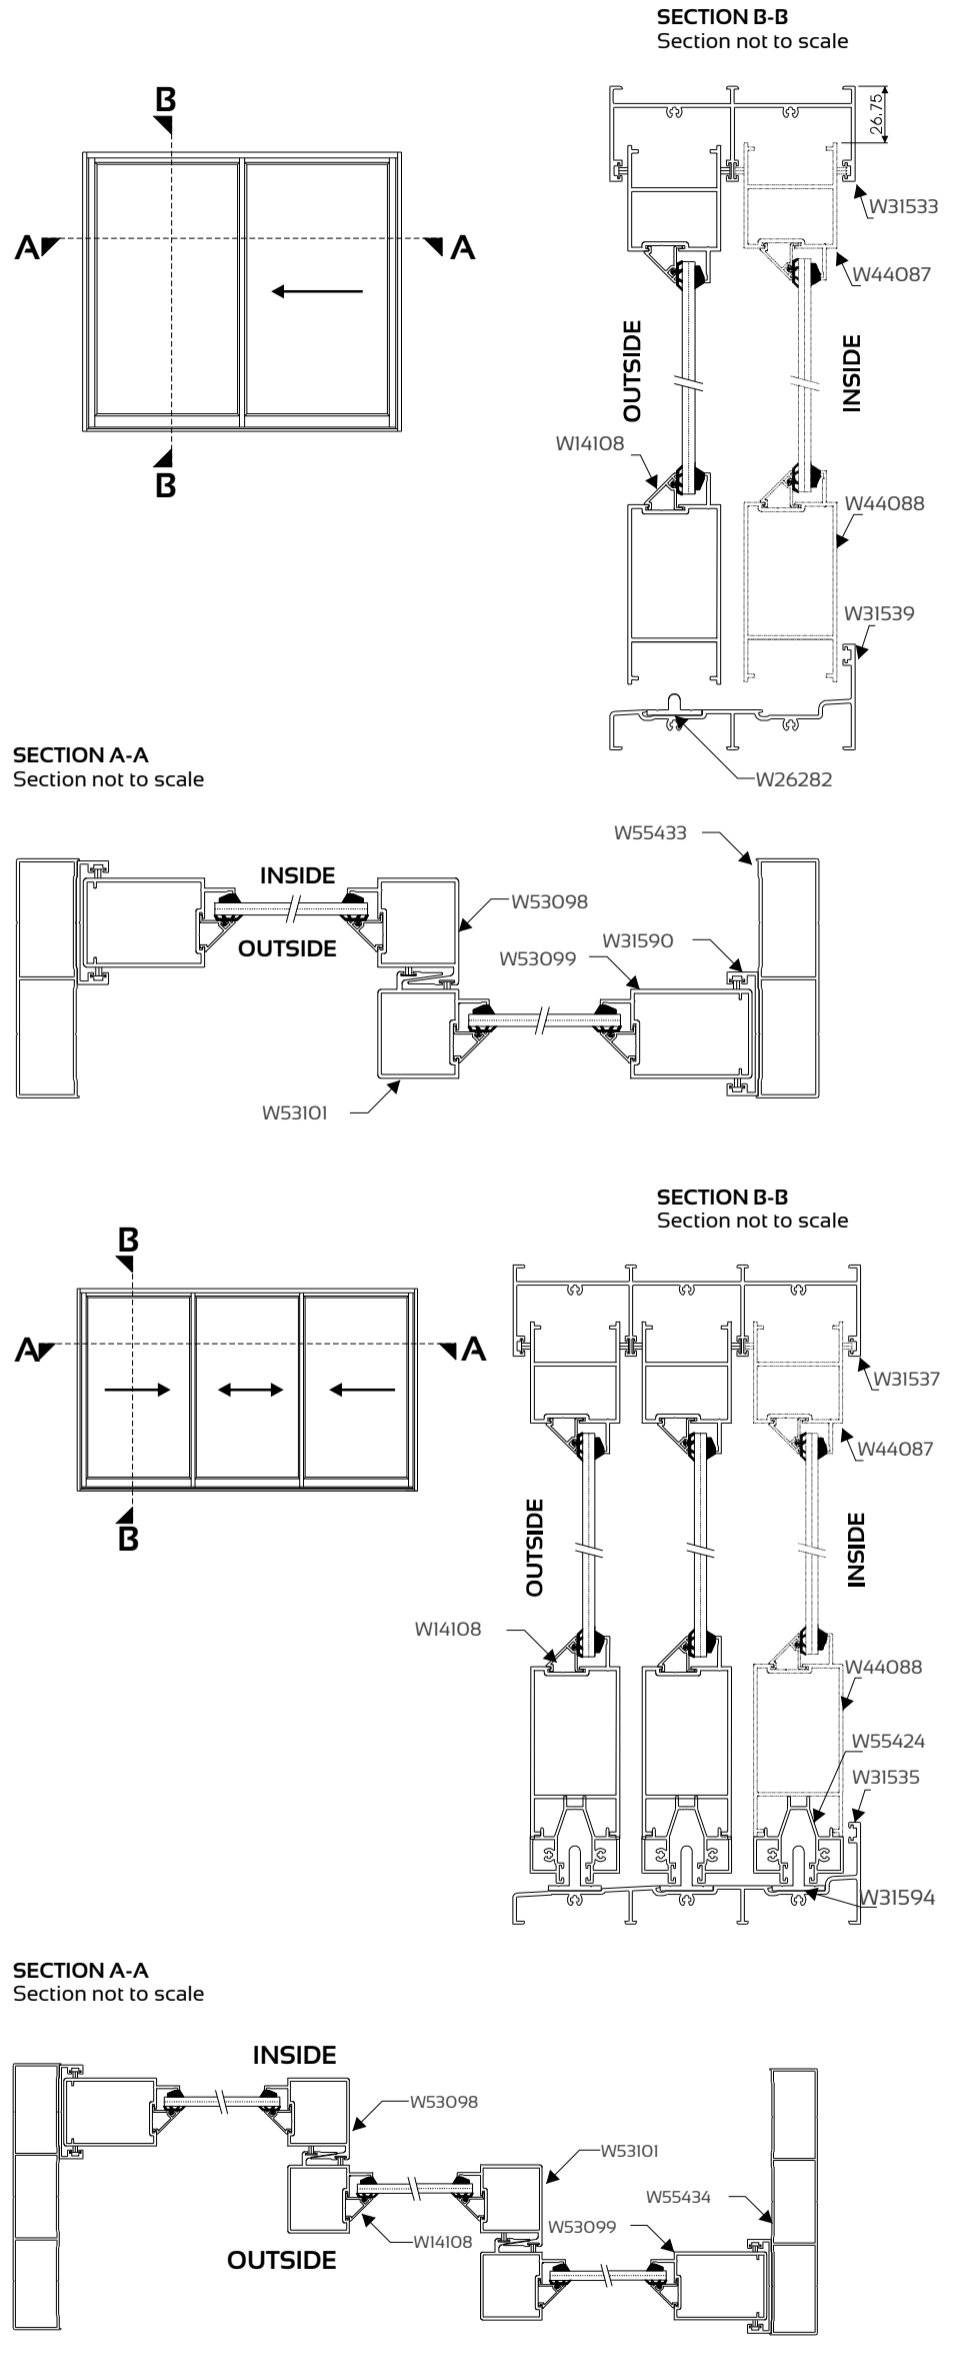 SECTION B-B
Section not to scale
B
A
A
B
26.75
W31533
W44087
OUTSIDE
INSIDE
W14108
W44088
W31539
W26282
SECTION A-A
Section not to scale
W55433
INSIDE
OUTSIDE
W53098
W31590
W53099
W53101
SECTION B-B
Section not to scale
B
A
A
B
W31537
W44087
OUTSIDE
INSIDE
W14108
W44088
W55424
W31535
W31594
SECTION A-A
Section not to scale
INSIDE
W53098
W53101
W55434
W53099
W14108
OUTSIDE